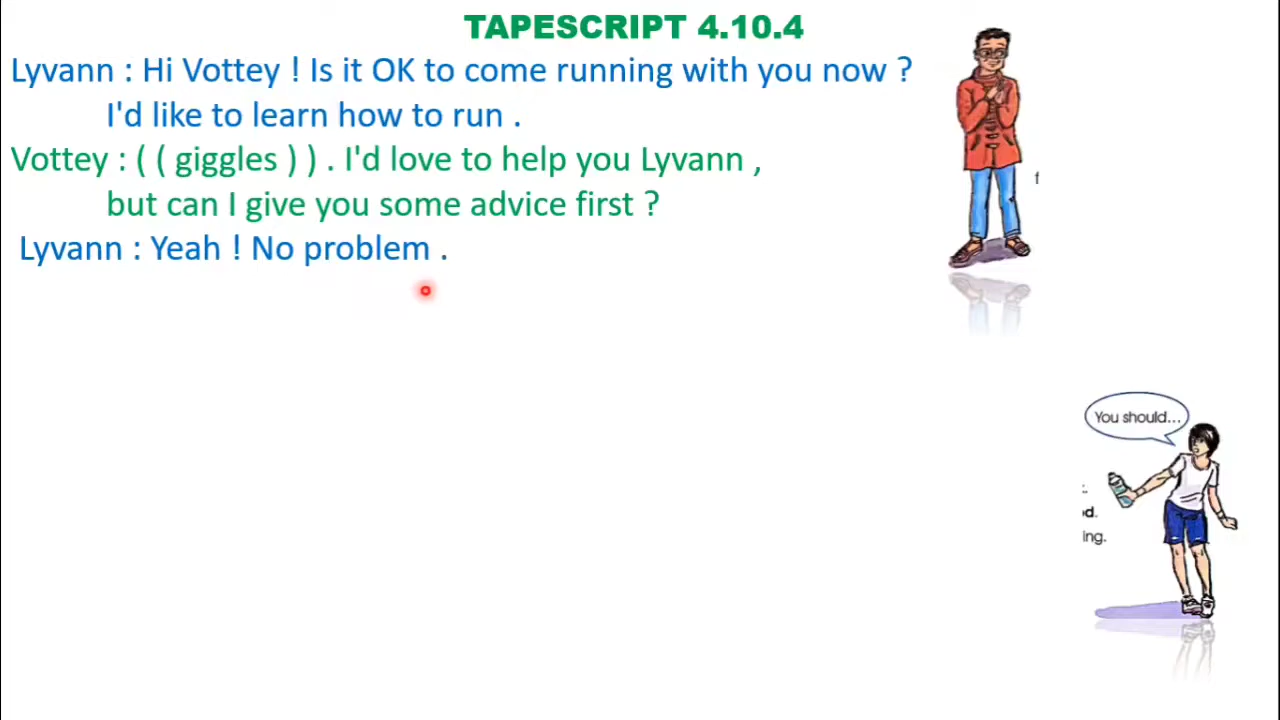 TAPESCRIPT 4.10.4
Lyvann : Hi Vottey ! Is it OK to come running with you now ?
I'd like to learn how to run .
Vottey : ( ( giggles ) ) . I'd love to help you Lyvann ,
but can I give you some advice first ?
Lyvann : Yeah ! No problem .
f
You should...
d.
ing.